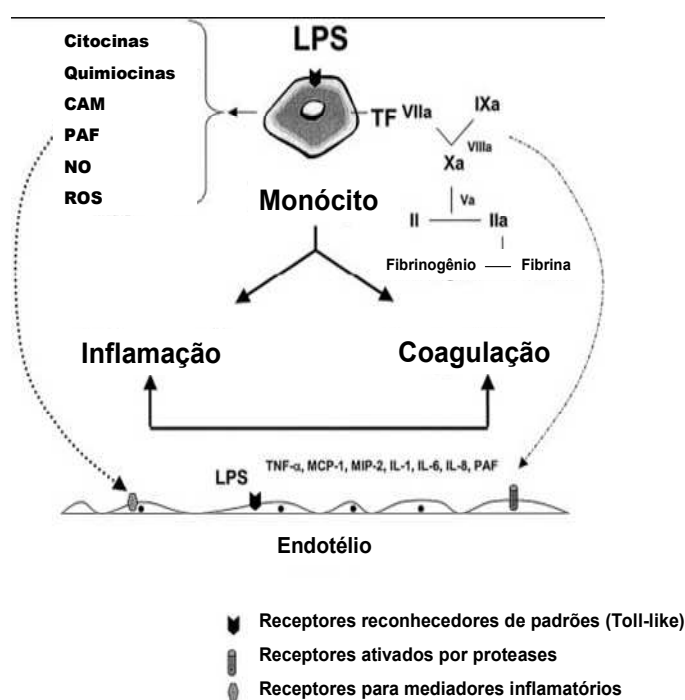 Citocinas
Quimiocinas
CAM
PAF
NO
ROS
LPS
TF VIIa
IXa
VIIIa
Xa
Va
II
IIa
Fibrinogênio
Fibrina
Monócito
Inflamação
Coagulação
TNF-α, MCP-1, MIP-2, IL-1, IL-6, IL-8, PAF
LPS
Endotélio
Receptores reconhecedores de padrões (Toll-like)
Receptores ativados por proteases
Receptores para mediadores inflamatórios